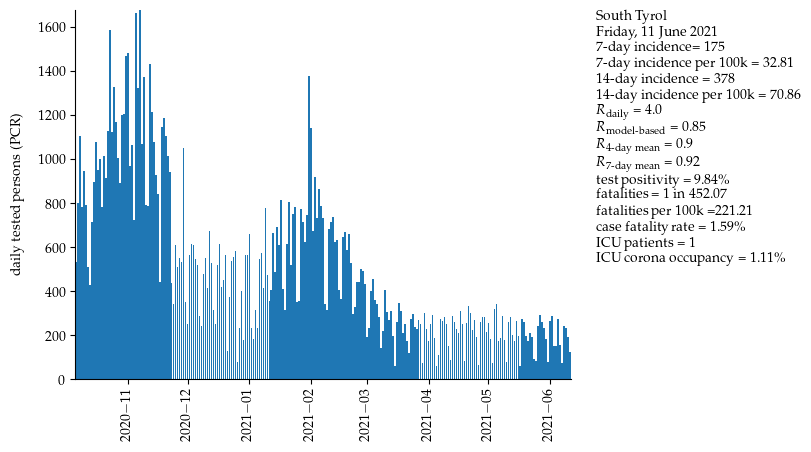 South Tyrol
Friday, 11 June 2021
7-day incidence= 175
7-day incidence per 100k = 32.81
14-day incidence = 378
14-day incidence per 100k = 70.86
R daily = 4.0
R model-based = 0.85
R 4-day mean = 0.9
R 7-day mean = 0.92
test positivity = 9.84%
fatalities = 1 in 452.07
fatalities per 100k =221.21
case fatality rate = 1.59%
ICU patients = 1
ICU corona occupancy = 1.11%
daily tested persons (PCR)
1600
1400
1200
1000
800
600
400
200
0
2020−11
2020−12
2021−01
2021−02
2021−03
2021−04
2021−05
2021−06